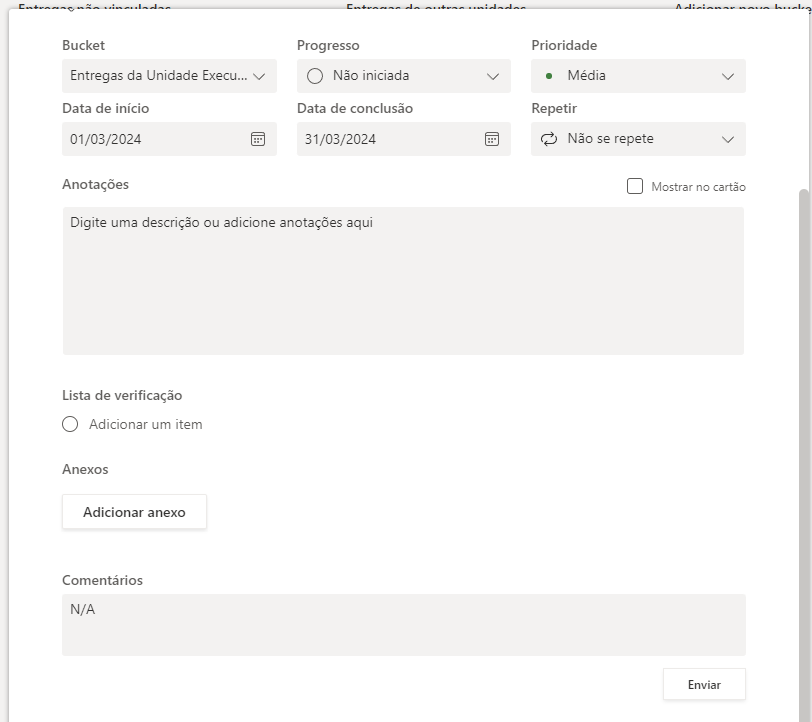 Entregas não vinculadas Entregas de outras unidades Adicionar novo bucke
Bucket Progresso Prioridade
Entregas da Unidade Execu... Não iniciada Média
Data de início Data de conclusão Repetir
01/03/2024 31/03/2024 Não se repete
Anotações Mostrar no cartão
Digite uma descrição ou adicione anotações aqui
Lista de verificação
Adicionar um item
Anexos
Adicionar anexo
Comentários
N/A
Enviar